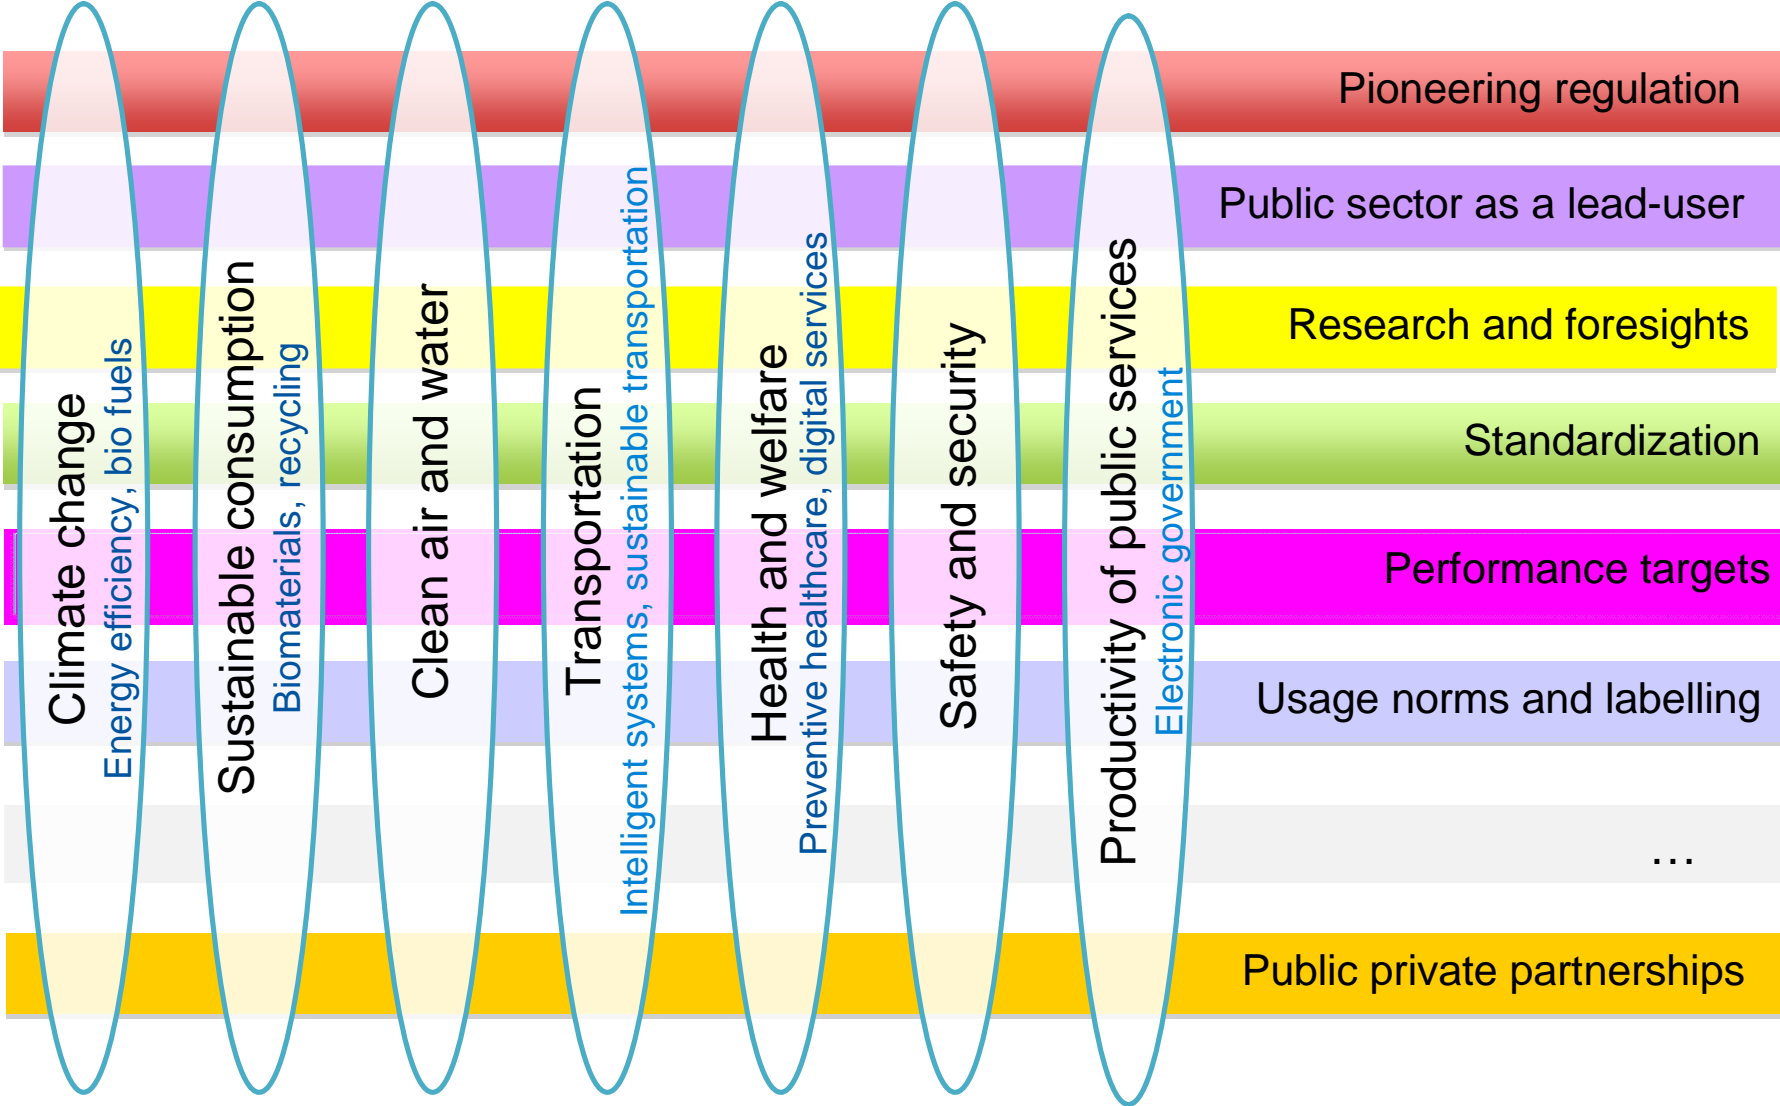 Pioneering regulation
Public sector as a lead-user
Research and foresights
Standardization
Performance targets
Usage norms and labelling
…
Public private partnerships
Climate change
Energy efficiency, bio fuels
Sustainable consumption
Biomaterials, recycling
Clean air and water
Transportation
Intelligent systems, sustainable transportation
Health and welfare
Preventive healthcare, digital services
Safety and security
Productivity of public services
Electronic government